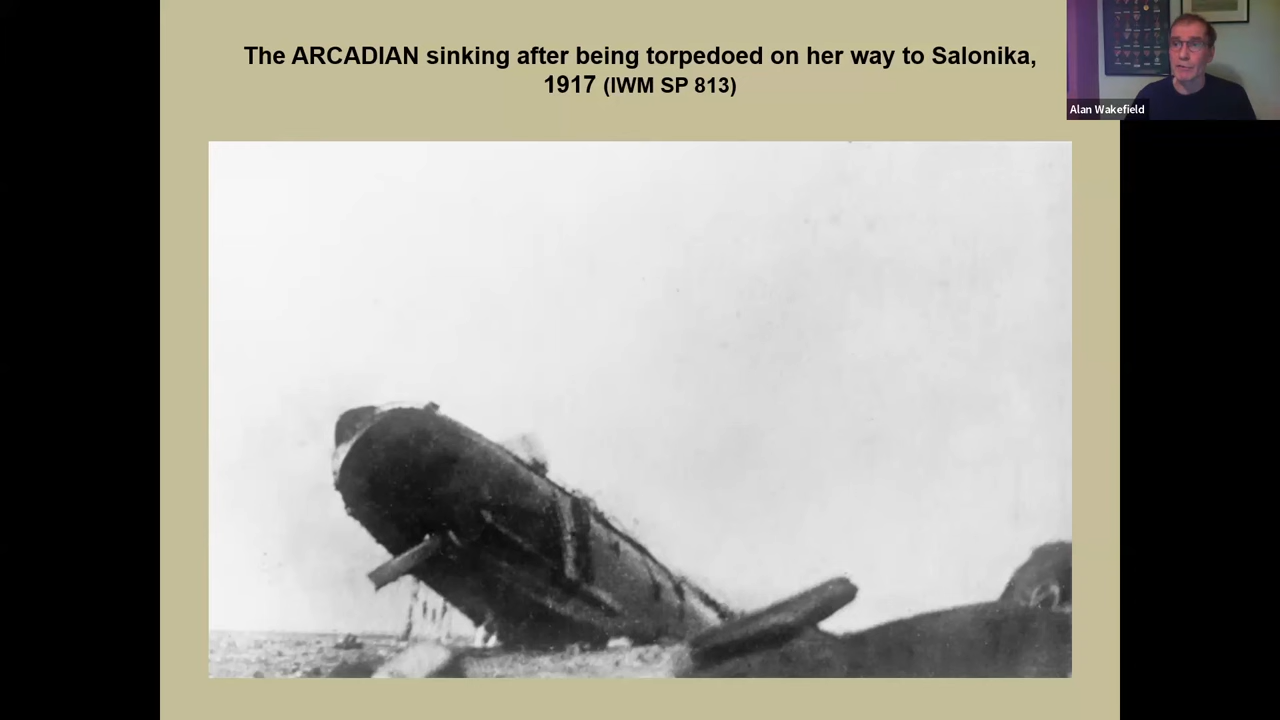 The ARCADIAN sinking after being torpedoed on her way to Salonika,
1917 (IWM SP 813)
Alan Wakefield